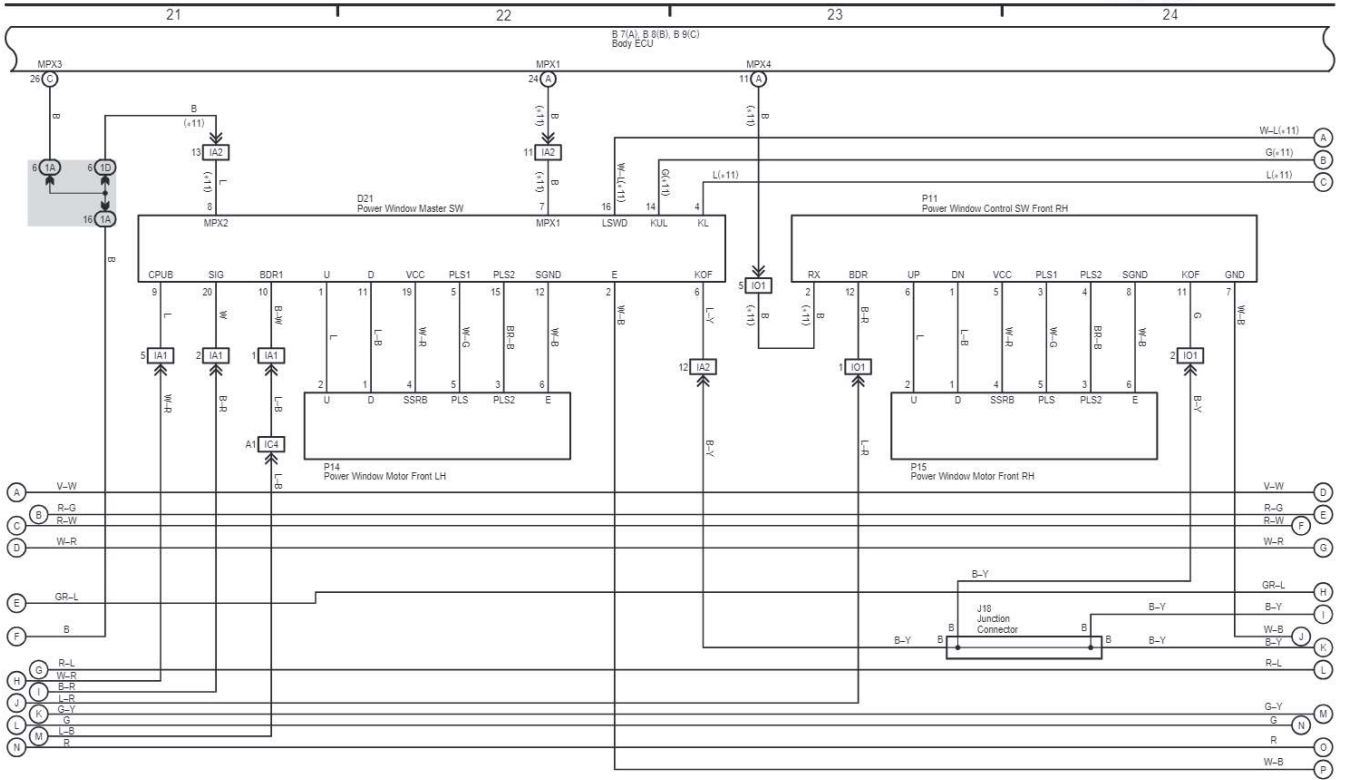 21 22 23 24
B 7(A), B 8(B), B 9(C)
Body ECU
MPX3 MPX1 MPX4
26 C 24 A 11 A
B B (*11) B (*11)
B
(*11)
13 IA2 11 IA2
W–L(*11) A
G(*11) B
L(*11) L(*11) C
6 1A 6 1D
16 1A
L (*11) B W–L(*11) G(*11)
D21
Power Window Master SW
P11
Power Window Control SW Front RH
8 7 16 14 4
MPX2 MPX1 LSWD KUL KL
B
CPUB SIG BDR1 U D VCC PLS1 PLS2 SGND E KOF
9 20 10 1 11 19 5 15 12 2 6
5 IO1
RX BDR UP DN VCC PLS1 PLS2 SGND KOF GND
2 12 6 1 5 3 4 8 11 7
L W B–W L L–B W–R W–G BR–B W–B W–B L–Y B (*11) B (*11) B–R L L–B W–R W–G BR–B W–B G W–B
5 IA1 2 IA1 1 IA1 12 IA2 1 IO1 2 IO1
2 1 4 5 3 6
U D SSRB PLS PLS2 E
2 1 4 5 3 6
U D SSRB PLS PLS2 E
W–R B–R L–B B–Y L–R B–Y
A1 IC4
L–B
P14
Power Window Motor Front LH
P15
Power Window Motor Front RH
A V–W V–W D
B R–G R–G E
C R–W R–W F
D W–R W–R G
B–Y
E GR–L GR–L H
J18
Junction
Connector
B–Y B–Y I
F B B B W–B J
B–Y B B B–Y B–Y K
G R–L R–L L
H W–R
I B–R
J L–R
K G–Y G–Y M
L G G N
M L–B
N R R O
W–B P